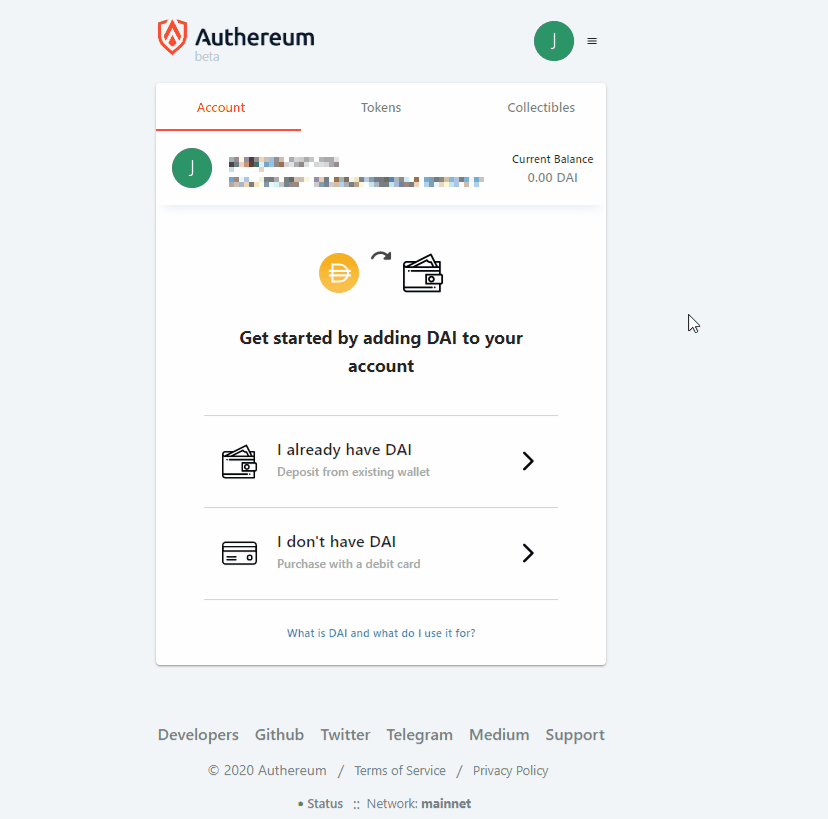 Authereum
beta
J
Account Tokens Collectibles
J
Current Balance
0.00 DAI
Get started by adding DAI to your
account
I already have DAI
Deposit from existing wallet
I don't have DAI
Purchase with a debit card
What is DAI and what do I use it for?
Developers Github Twitter Telegram Medium Support
© 2020 Authereum / Terms of Service / Privacy Policy
• Status :: Network: mainnet